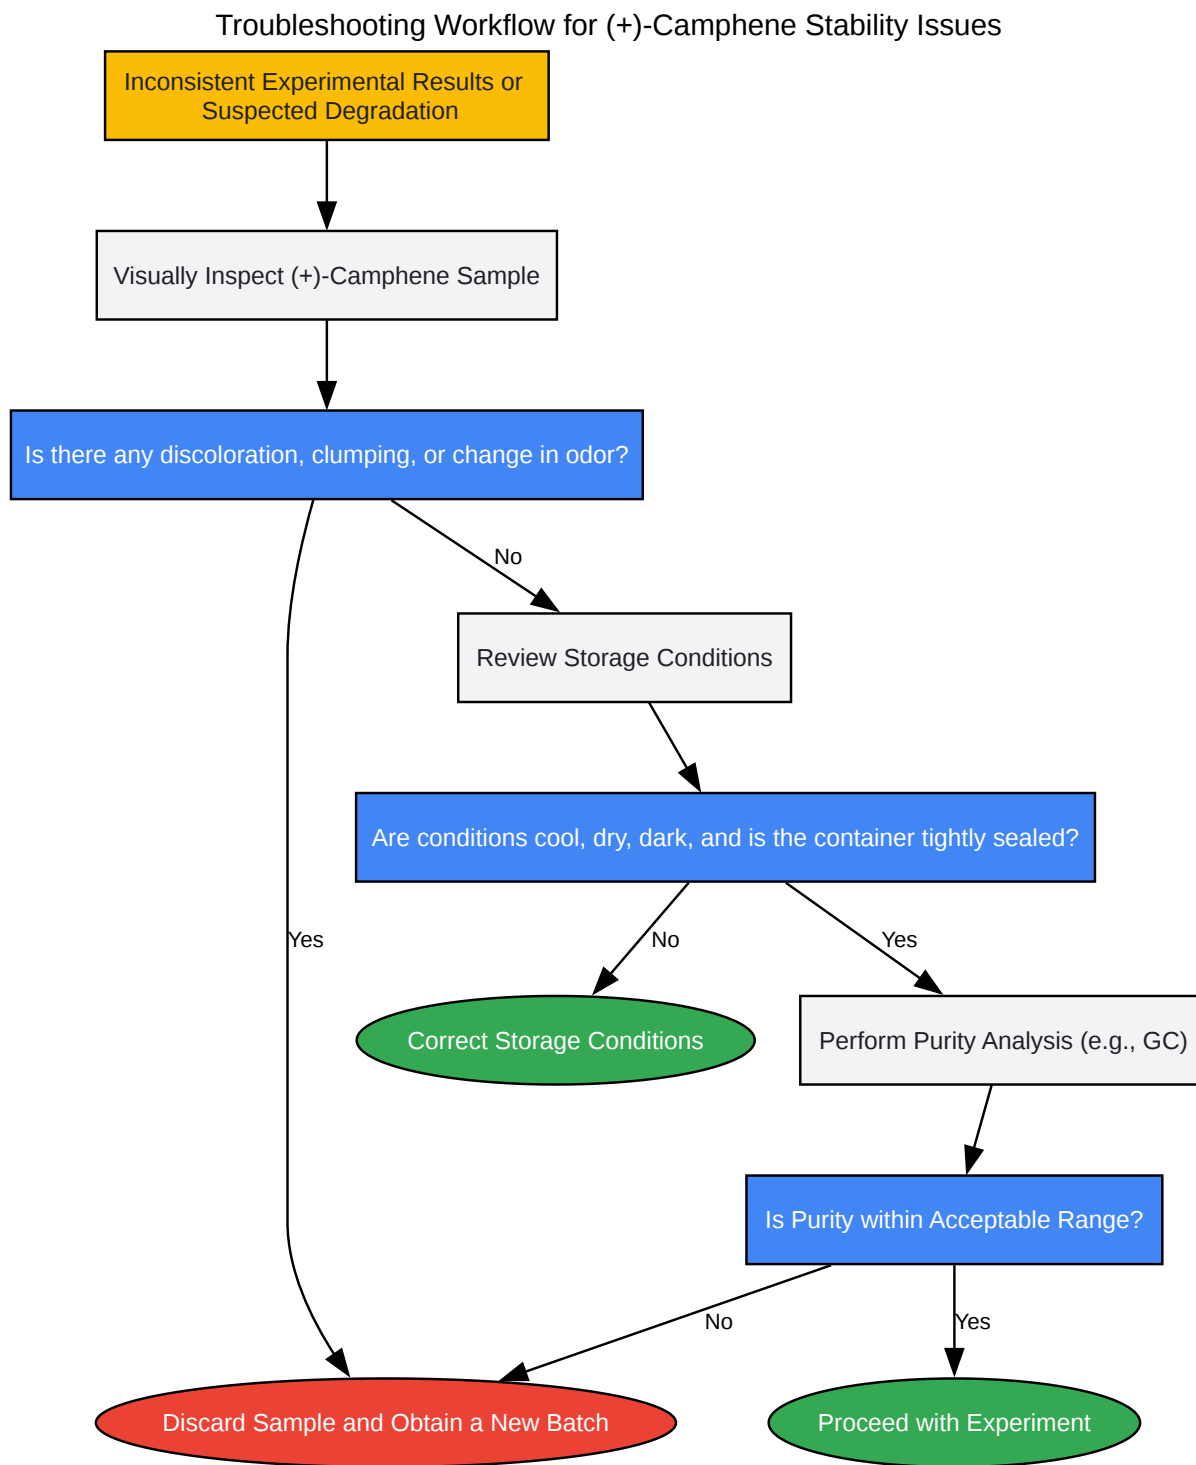 Troubleshooting Workflow for (+)-Camphene Stability Issues
Inconsistent Experimental Results or
Suspected Degradation
Visually Inspect (+)-Camphene Sample
Is there any discoloration, clumping, or change in odor?
No
Review Storage Conditions
Are conditions cool, dry, dark, and is the container tightly sealed?
Yes
No
Yes
Correct Storage Conditions
Perform Purity Analysis (e.g., GC)
Is Purity within Acceptable Range?
No
Yes
Discard Sample and Obtain a New Batch
Proceed with Experiment